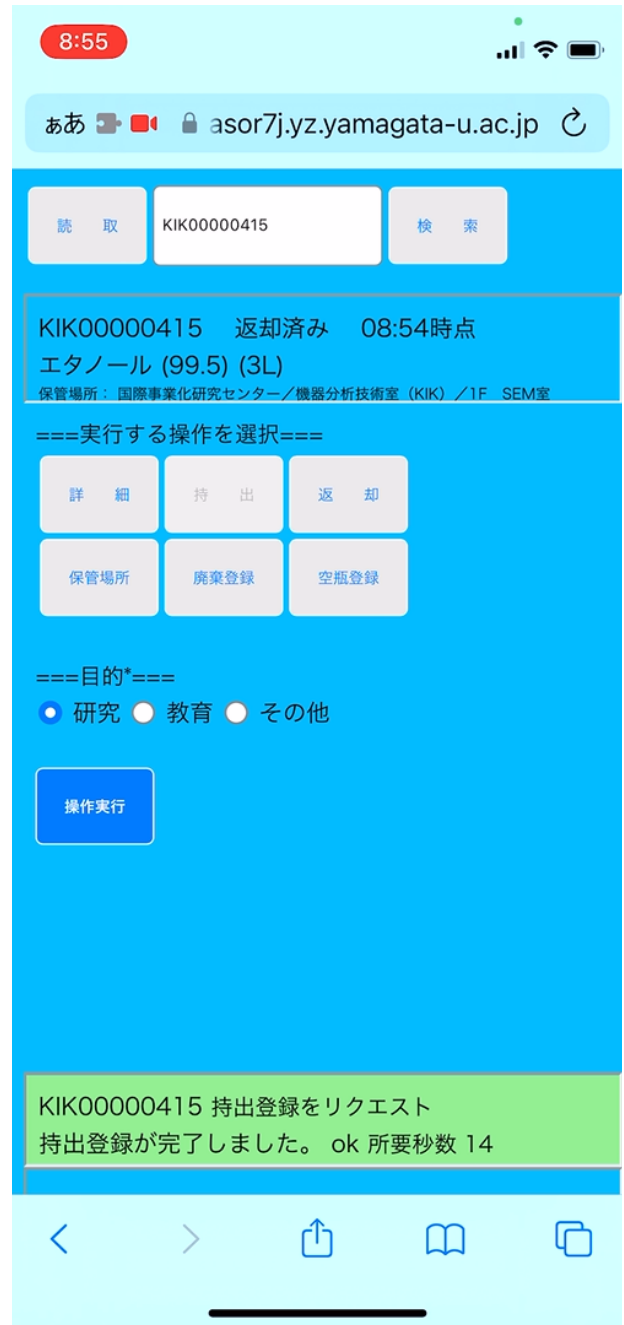 8:55
ぁあ asor7j.yz.yamagata-u.ac.jp
読 取 KIK00000415 検 索
KIK00000415 返却済み 08:54時点
エタノール (99.5) (3L)
保管場所： 国際事業化研究センター／機器分析技術室（KIK）／1F SEM室
===実行する操作を選択===
詳 細 持 出 返 却
保管場所 廃棄登録 空瓶登録
===目的*===
研究 教育 その他
操作実行
KIK00000415 持出登録をリクエスト
持出登録が完了しました。 ok 所要秒数 14